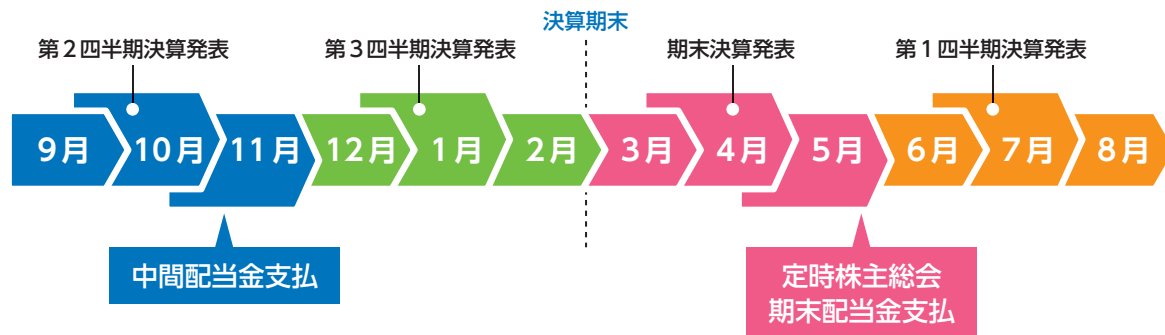 決算期末
第2四半期決算発表
第3四半期決算発表
期末決算発表
第1四半期決算発表
9月
10月
11月
12月
1月
2月
3月
4月
5月
6月
7月
8月
中間配当金支払
定時株主総会
期末配当金支払